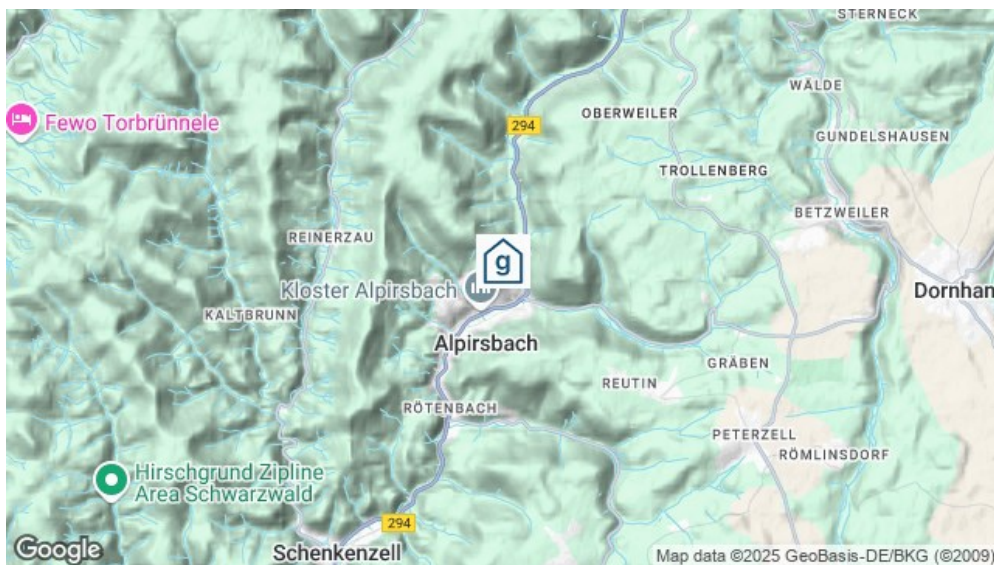 STERNECK
WÄLDE
OBERWEILER
Fewo Torbrünnele
294
GUNDELSHAUSEN
TROLLENBERG
BETZWEILER
REINERZAU
g
Kloster Alpirsbach
Dornhan
KALTBRUNN
Alpirsbach
GRÄBEN
REUTIN
RÖTENBACH
PETERZELL
RÖMLINSDORF
Hirschgrund Zipline
Area Schwarzwald
294
Google
Schenkenzell
Map data ©2025 GeoBasis-DE/BKG (©2009)